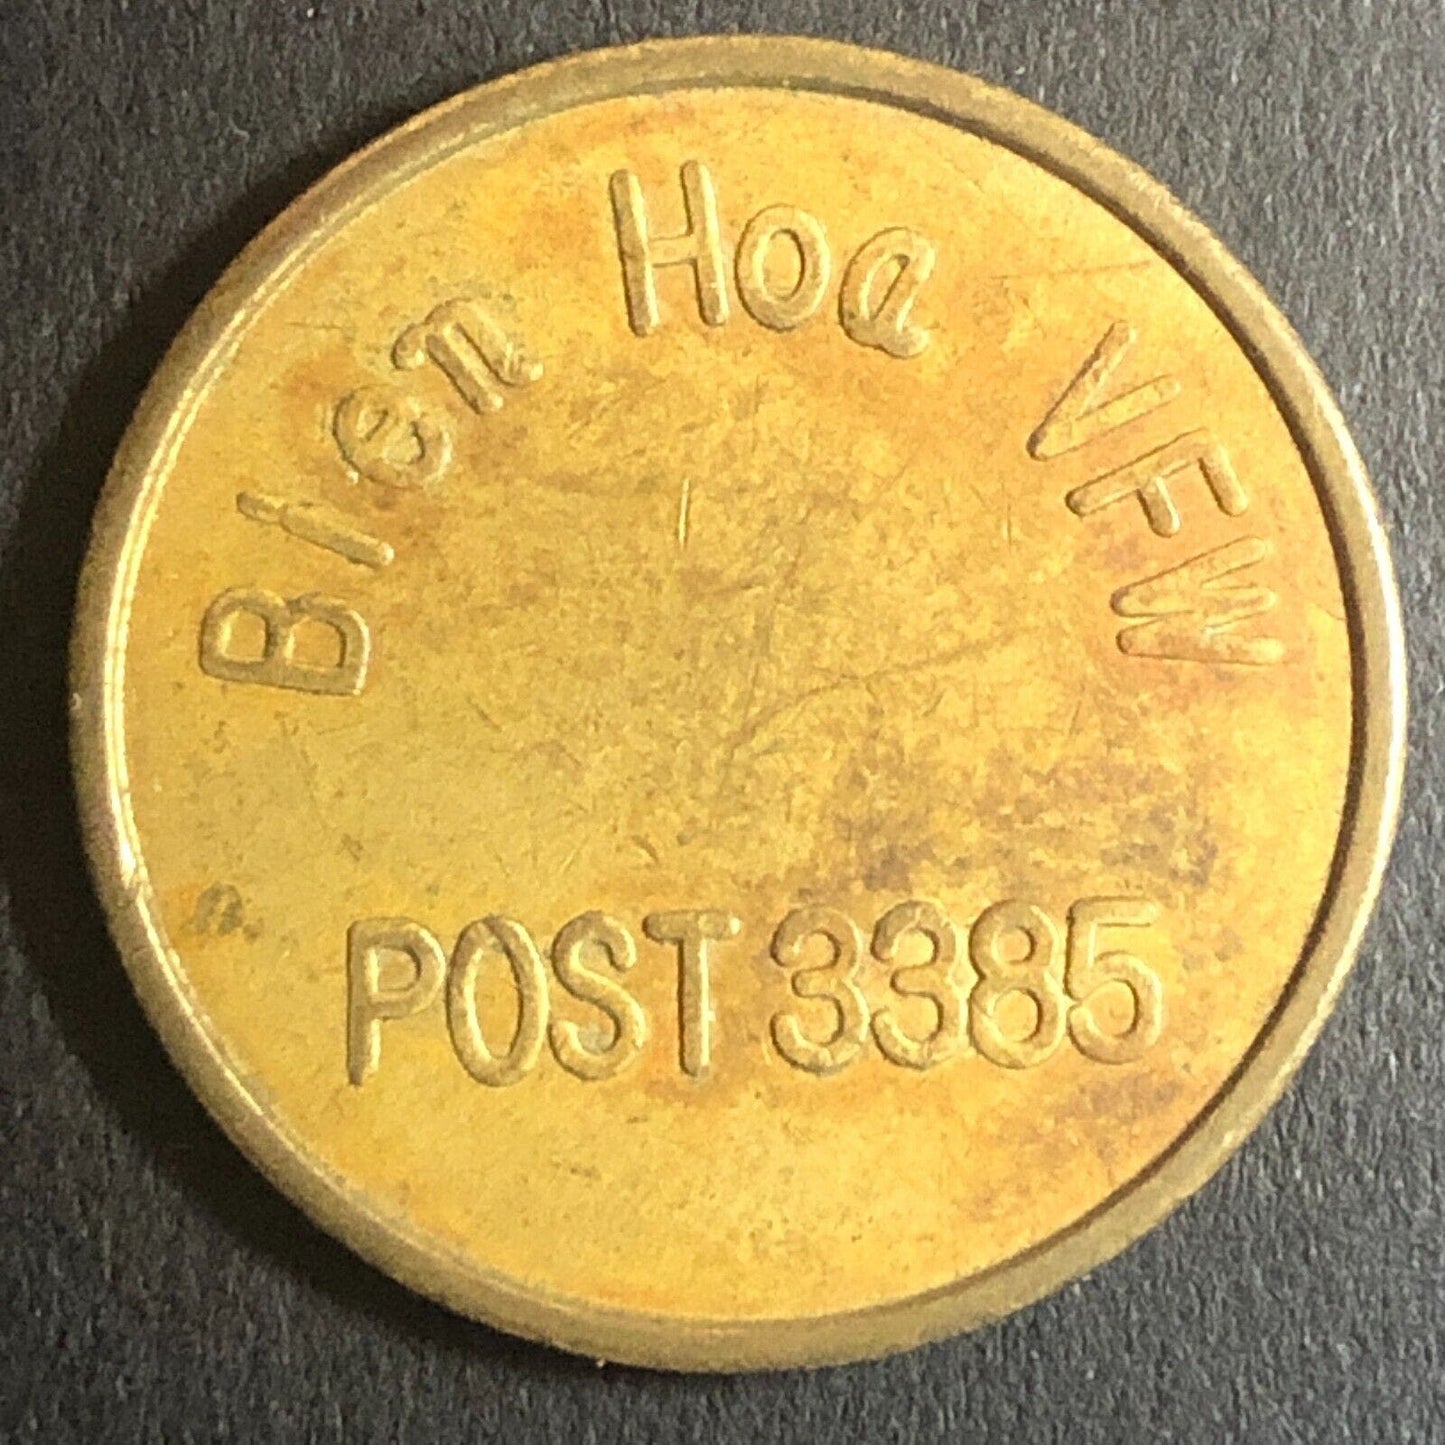 Bien Hoa VFW
POST 3385